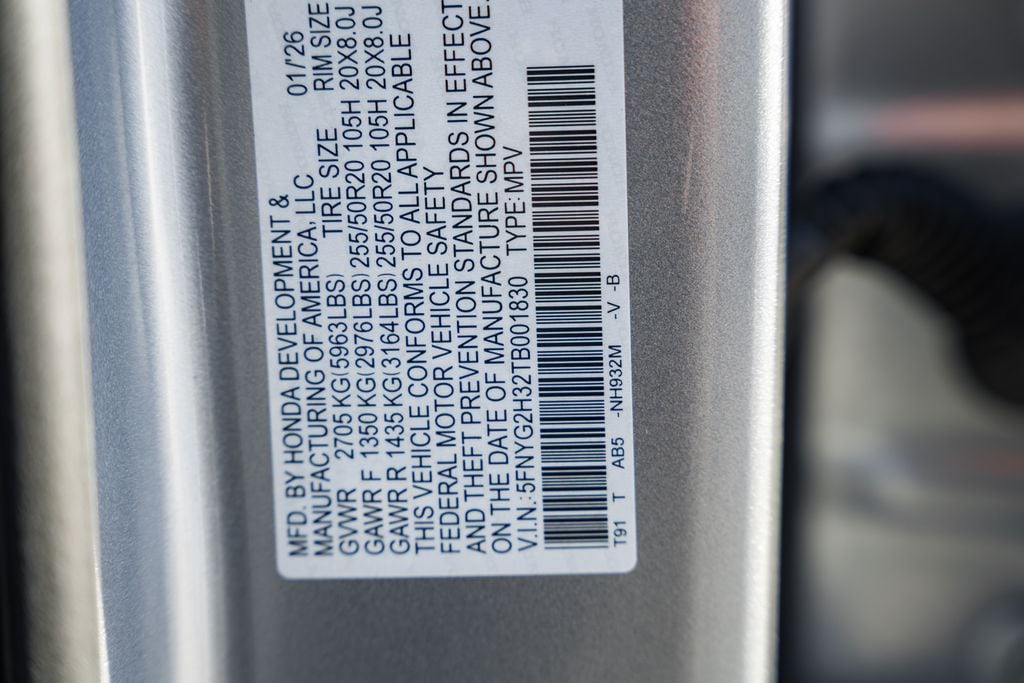 MFD. BY HONDA DEVELOPMENT & 01/'26
MANUFACTURING OF AMERICA, LLC TIRE SIZE RIM SIZE
GVWR 2705 KG(5963LBS)
GAWR F 1350 KG(2976LBS) 255/50R20 105H 20X8.0J
GAWR R 1435 KG(3164LBS) 255/50R20 105H 20X8.0J
THIS VEHICLE CONFORMS TO ALL APPLICABLE
FEDERAL MOTOR VEHICLE SAFETY
AND THEFT PREVENTION STANDARDS IN EFFECT
ON THE DATE OF MANUFACTURE SHOWN ABOVE.
V.I.N.:5FNYG2H32TB001830 TYPE:MPV
T91 T AB5 -NH932M -V -B